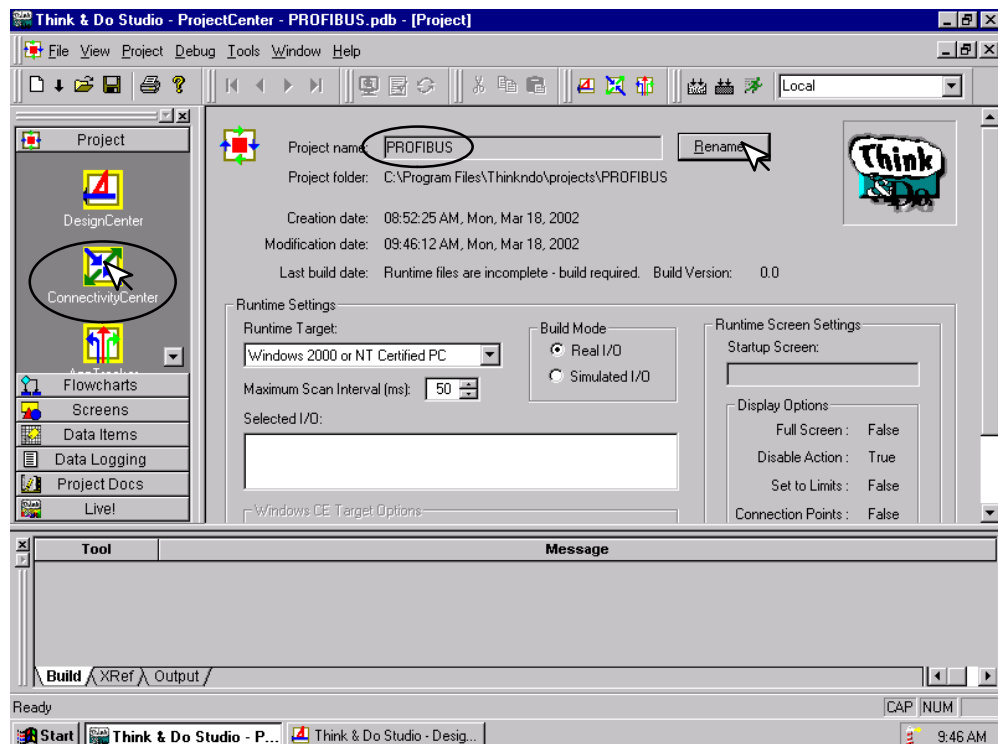 Think & Do Studio - ProjectCenter - PROFIBUS.pdb - [Project]
File View Project Debug Tools Window Help
Local
Project
DesignCenter
ConnectivityCenter
Flowcharts
Screens
Data Items
Data Logging
Project Docs
Live!
Project name: PROFIBUS
Rename
Think & Do
Project folder: C:\Program Files\Thinkndo\projects\PROFIBUS
Creation date: 08:52:25 AM, Mon, Mar 18, 2002
Modification date: 09:46:12 AM, Mon, Mar 18, 2002
Last build date: Runtime files are incomplete - build required. Build Version: 0.0
Runtime Settings
Runtime Target:
Windows 2000 or NT Certified PC
Maximum Scan Interval (ms): 50
Selected I/O:
Build Mode
Real I/O
Simulated I/O
Windows CE Target Options
Runtime Screen Settings
Startup Screen:
Display Options
Full Screen : False
Disable Action : True
Set to Limits : False
Connection Points : False
Tool Message
Build XRef Output
Ready CAP NUM
Start Think & Do Studio - P... Think & Do Studio - Desig... 9:46 AM